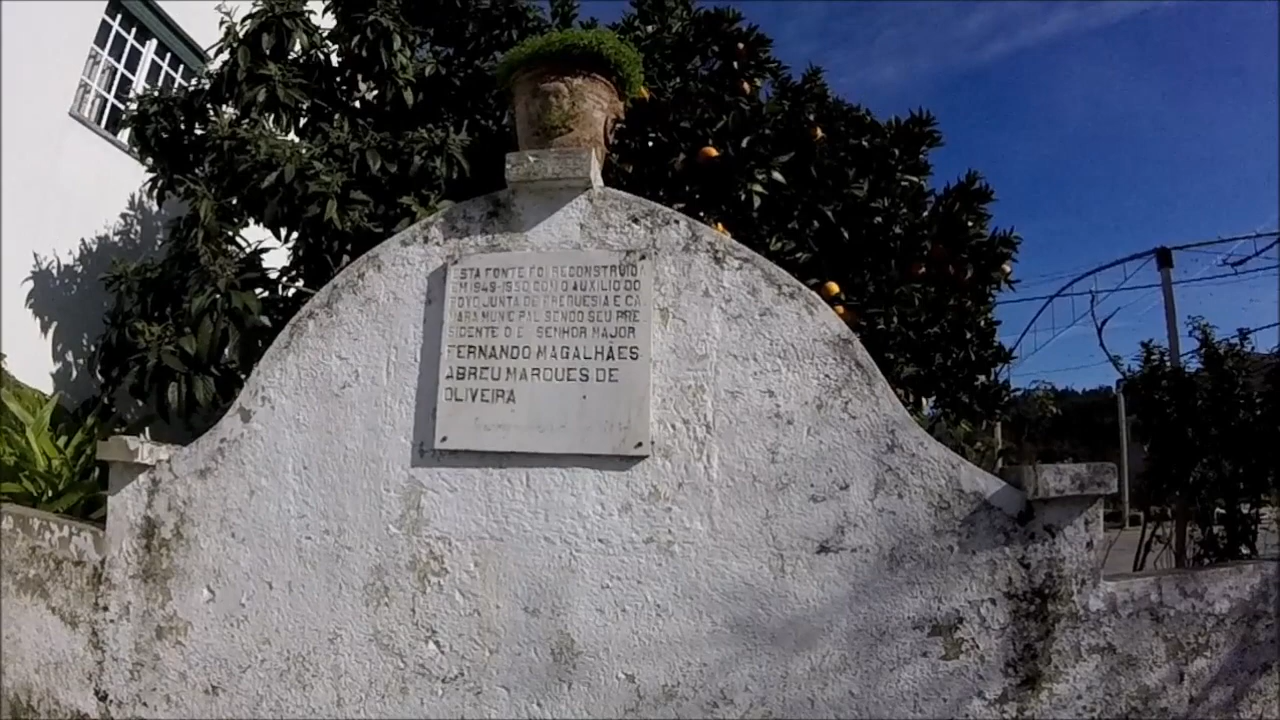 ESTA FONTE FOI RECONSTRUIDA
EM 1949-1950 COM O AUXILIO DO
POVO JUNTA DE FREGUESIA E CA
MARA MUNICIPAL SENDO SEU PRE
SIDENTE O E SENHOR MAJOR
FERNANDO MAGALHÃES
ABREU MARQUES DE
OLIVEIRA